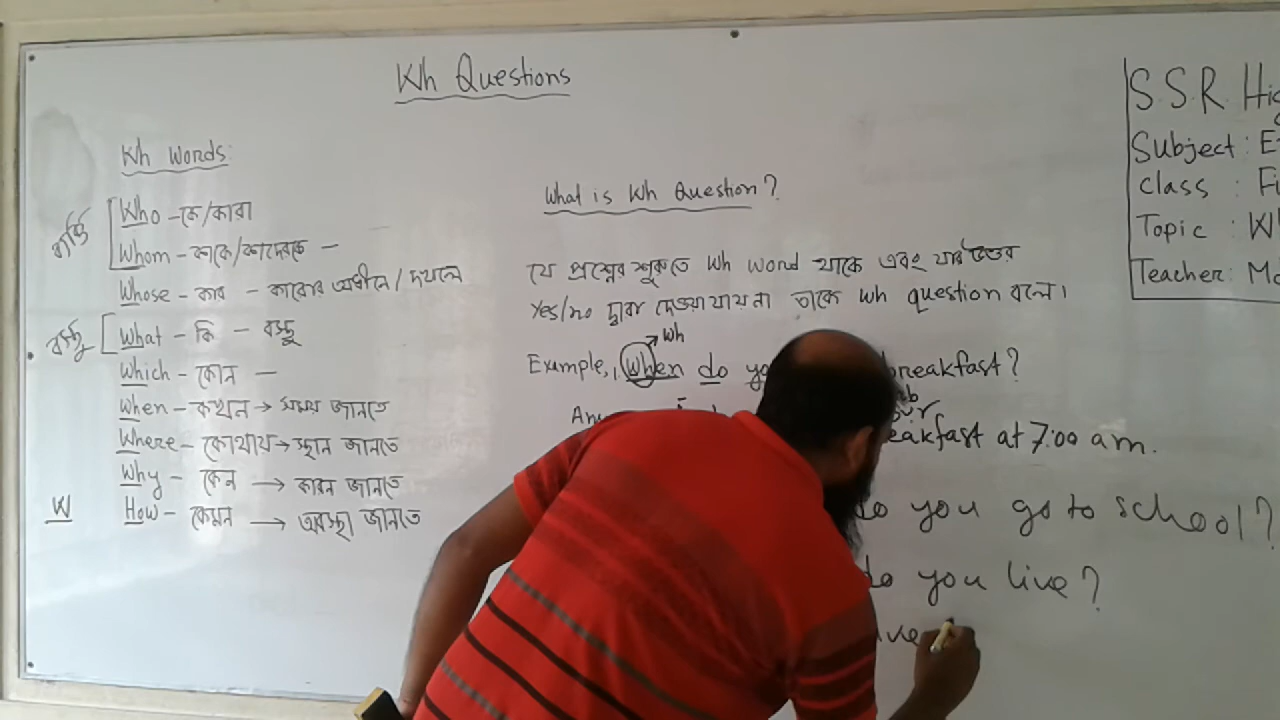 Wh Questions
Wh Words:
ব্যক্তি
Who - কে/কারা
Whom - কাকে/কাদেরকে -
Whose - কার - কারোর অধীনে / দখলে
বস্তু
What - কি - বস্তু
Which - কোন -
When - কখন → সময় জানতে
Where - কোথায় → স্থান জানতে
Why - কেন → কারন জানতে
W
How - কেমন → অবস্থা জানতে
What is Wh Question?
যে প্রশ্নের শুরুতে Wh word থাকে এবং যার উত্তর
Yes/no দ্বারা দেওয়া যায় না তাকে wh question বলে।
wh
Example, When do breakfast?
at 7:00 am.
do you go to school?
do you live?
S.S.R
Subject :
Class :
Topic :
Teacher: